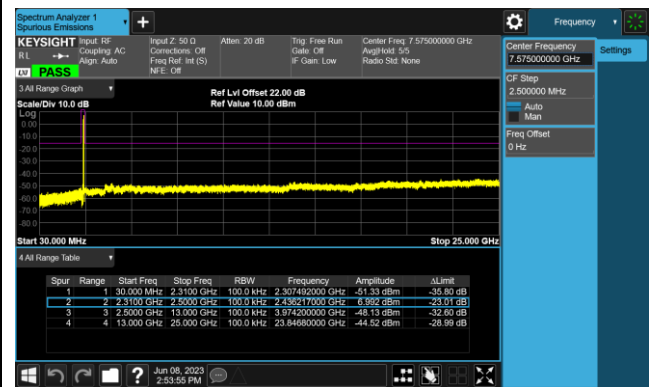 Spectrum Analyzer 1
Spurious Emissions
Frequency
KEYSIGHT
R L
LXI
PASS
Input: RF
Coupling: AC
Align: Auto
Input Z: 50 Ω
Corrections: Off
Freq Ref: Int (S)
NFE: Off
Atten: 20 dB
Trig: Free Run
Gate: Off
IF Gain: Low
Center Freq: 7.575000000 GHz
Avg|Hold: 5/5
Radio Std: None
Center Frequency
7.575000000 GHz
Settings
CF Step
2.500000 MHz
Auto
Man
Freq Offset
0 Hz
3 All Range Graph
Scale/Div 10.0 dB
Ref Lvl Offset 22.00 dB
Ref Value 10.00 dBm
Log
0.00
-10.0
-20.0
-30.0
-40.0
-50.0
-60.0
-70.0
-80.0
Start 30.000 MHz
Stop 25.000 GHz
4 All Range Table
Spur Range Start Freq Stop Freq RBW Frequency Amplitude ΔLimit
1 1 30.000 MHz 2.3100 GHz 100.0 kHz 2.307492000 GHz -51.33 dBm -35.80 dB
2 2 2.3100 GHz 2.5000 GHz 100.0 kHz 2.436217000 GHz 6.992 dBm -23.01 dB
3 3 2.5000 GHz 13.000 GHz 100.0 kHz 3.974200000 GHz -48.13 dBm -32.60 dB
4 4 13.000 GHz 25.000 GHz 100.0 kHz 23.84680000 GHz -44.52 dBm -28.99 dB
?
Jun 08, 2023
2:53:55 PM